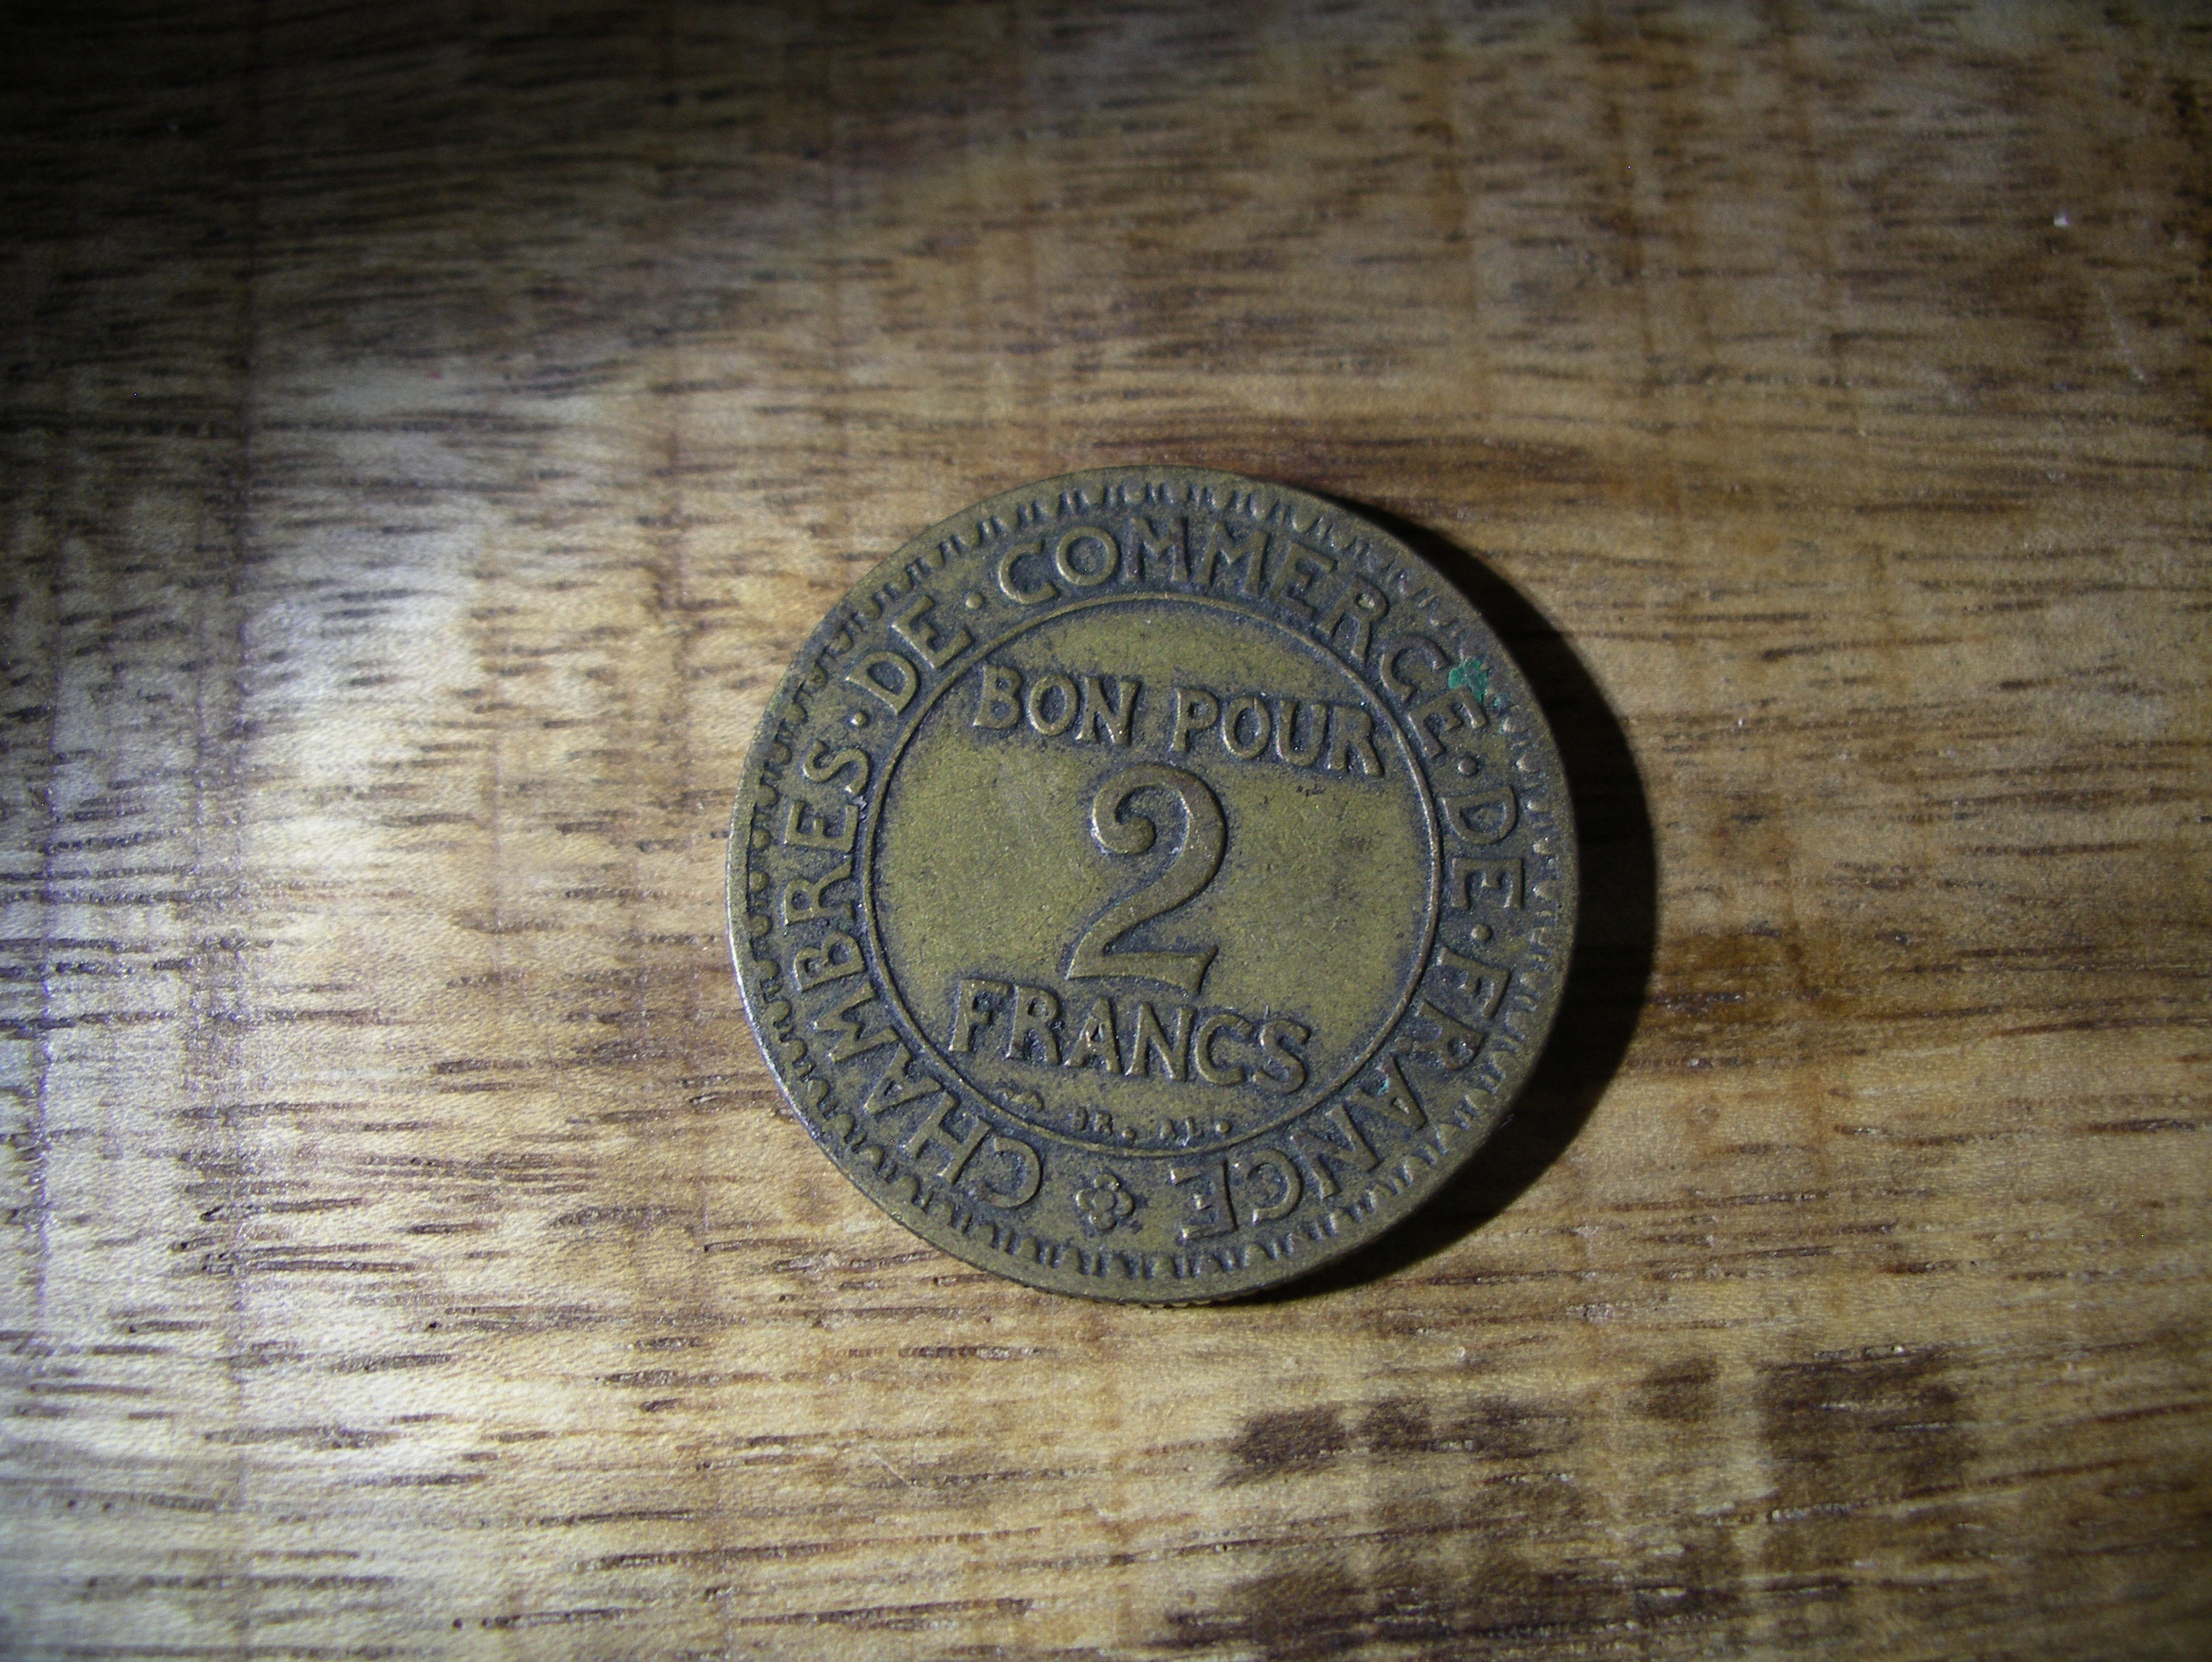 CHAMBRES · DE · COMMERCE · DE · FRANCE
BON POUR
2
FRANCS